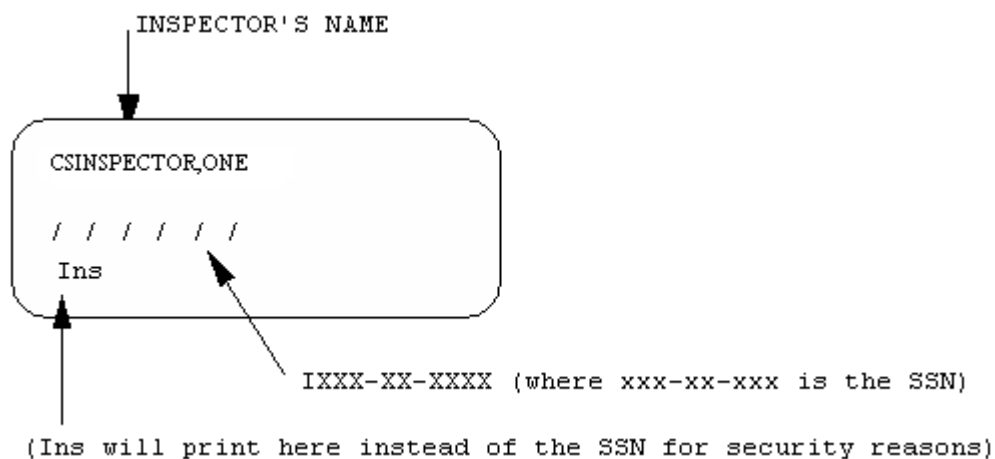 INSPECTOR'S NAME
CSINSPECTOR,ONE
/ / / / / /
Ins
IXXX-XX-XXXX (where xxx-xx-xxx is the SSN)
(Ins will print here instead of the SSN for security reasons)